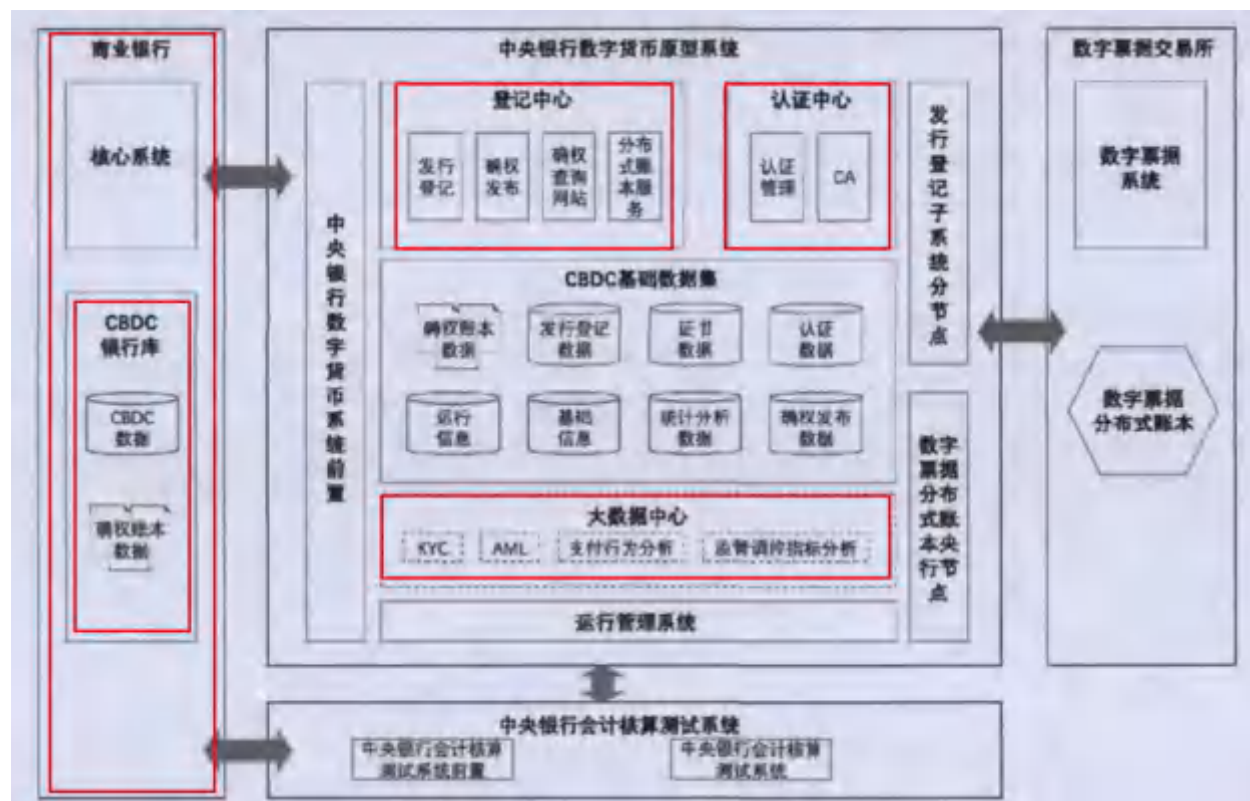 商业银行
核心系统
CBDC
银行库
CBDC
数据
确权账本
数据
中央银行数字货币原型系统
中央银行数字货币系统前置
登记中心
发行
登记
确权
发布
确权
查询
网站
分布
式账
本服
务
认证中心
认证
管理
CA
CBDC基础数据集
确权账本
数据
发行登记
数据
证书
数据
认证
数据
运行
信息
基础
信息
统计分析
数据
确权发布
数据
大数据中心
KYC
AML
支付行为分析
监管调控指标分析
运行管理系统
发行登记子系统分节点
数字
票据
分布
式账
本央
行节
点
数字票据交易所
数字票据
系统
数字票据
分布式账本
中央银行会计核算测试系统
中央银行会计核算
测试系统前置
中央银行会计核算
测试系统